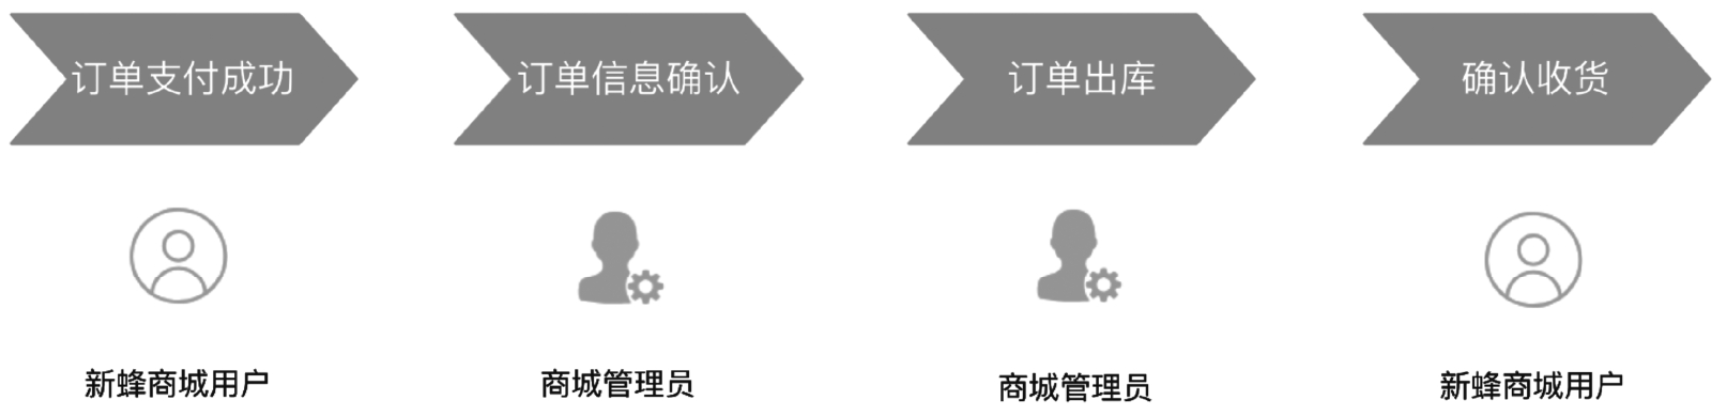 订单支付成功
订单信息确认
订单出库
确认收货
新蜂商城用户
商城管理员
商城管理员
新蜂商城用户